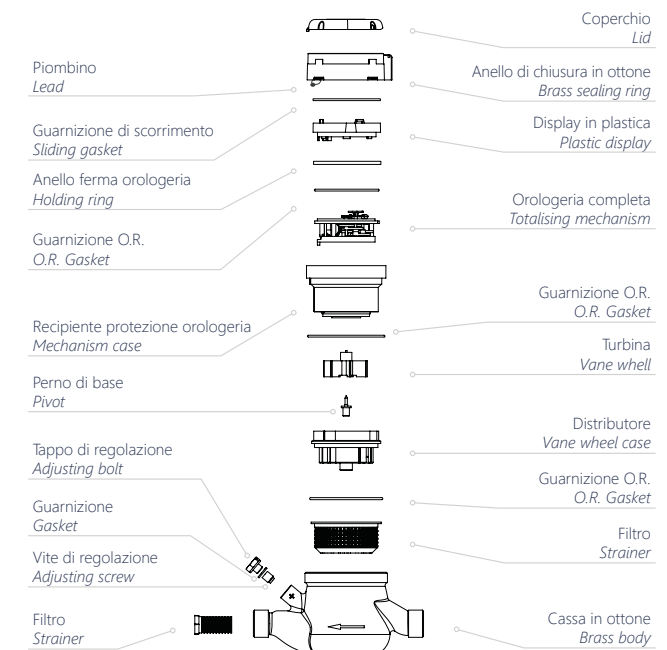 Piombino
Lead
Guarnizione di scorrimento
Sliding gasket
Anello ferma orologeria
Holding ring
Guarnizione O.R.
O.R. Gasket
Recipiente protezione orologeria
Mechanism case
Perno di base
Pivot
Tappo di regolazione
Adjusting bolt
Guarnizione
Gasket
Vite di regolazione
Adjusting screw
Filtro
Strainer
Coperchio
Lid
Anello di chiusura in ottone
Brass sealing ring
Display in plastica
Plastic display
Orologeria completa
Totalising mechanism
Guarnizione O.R.
O.R. Gasket
Turbina
Vane whell
Distributore
Vane wheel case
Guarnizione O.R.
O.R. Gasket
Filtro
Strainer
Cassa in ottone
Brass body